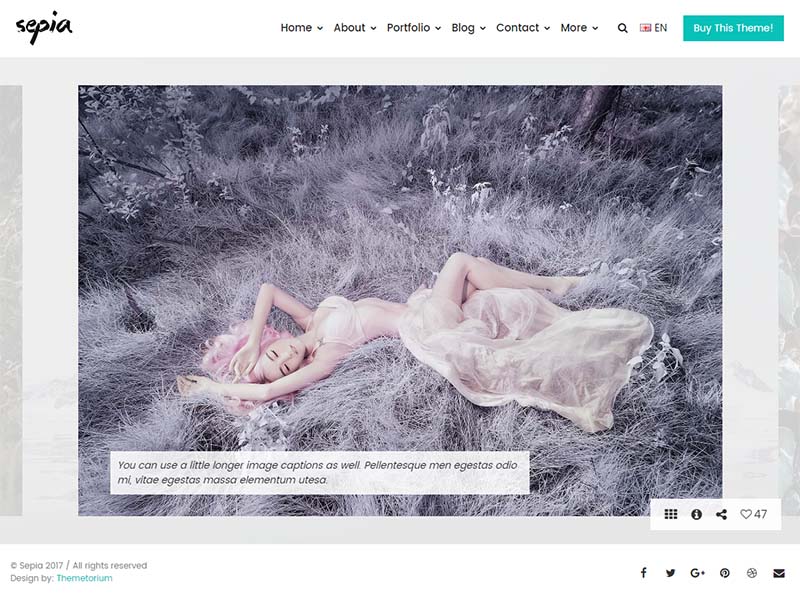 sepia
Home About Portfolio Blog Contact More EN Buy This Theme!
You can use a little longer image captions as well. Pellentesque men egestas odio
mi, vitae egestas massa elementum utesa.
47
© Sepia 2017 / All rights reserved
Design by: Themetorium